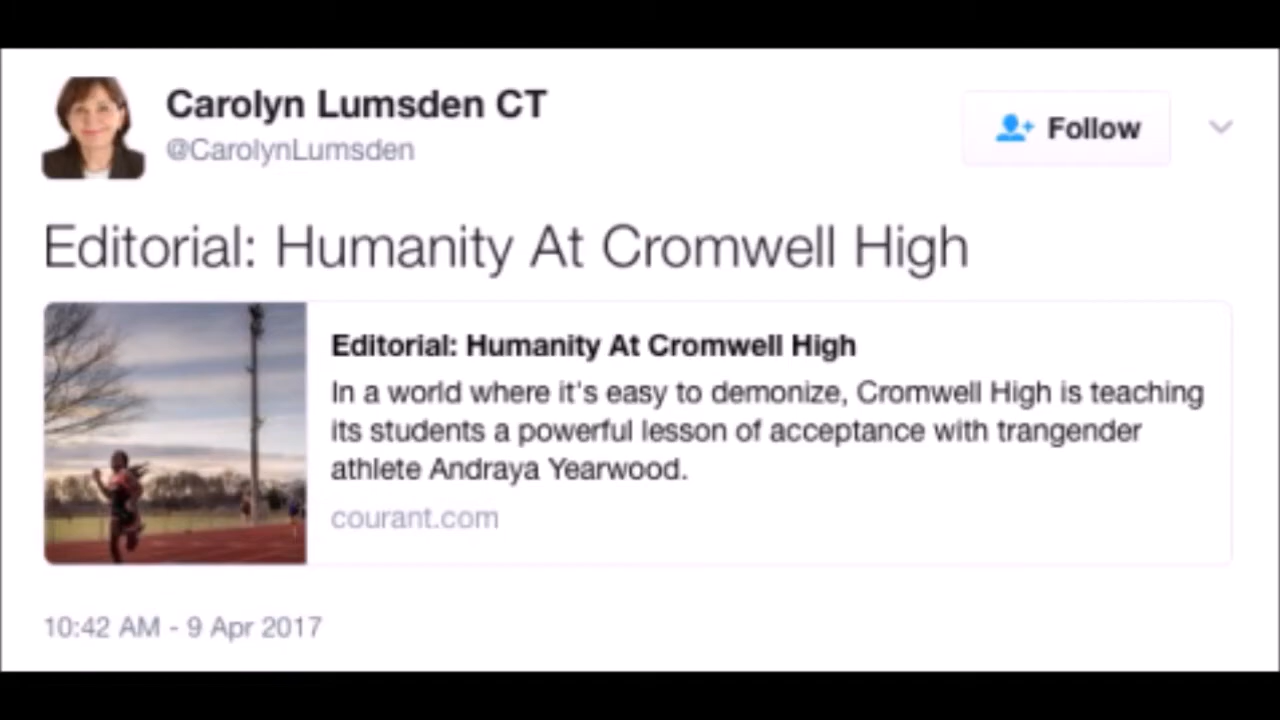 Carolyn Lumsden CT
@CarolynLumsden
Follow
Editorial: Humanity At Cromwell High
Editorial: Humanity At Cromwell High
In a world where it's easy to demonize, Cromwell High is teaching
its students a powerful lesson of acceptance with trangender
athlete Andraya Yearwood.
courant.com
10:42 AM - 9 Apr 2017